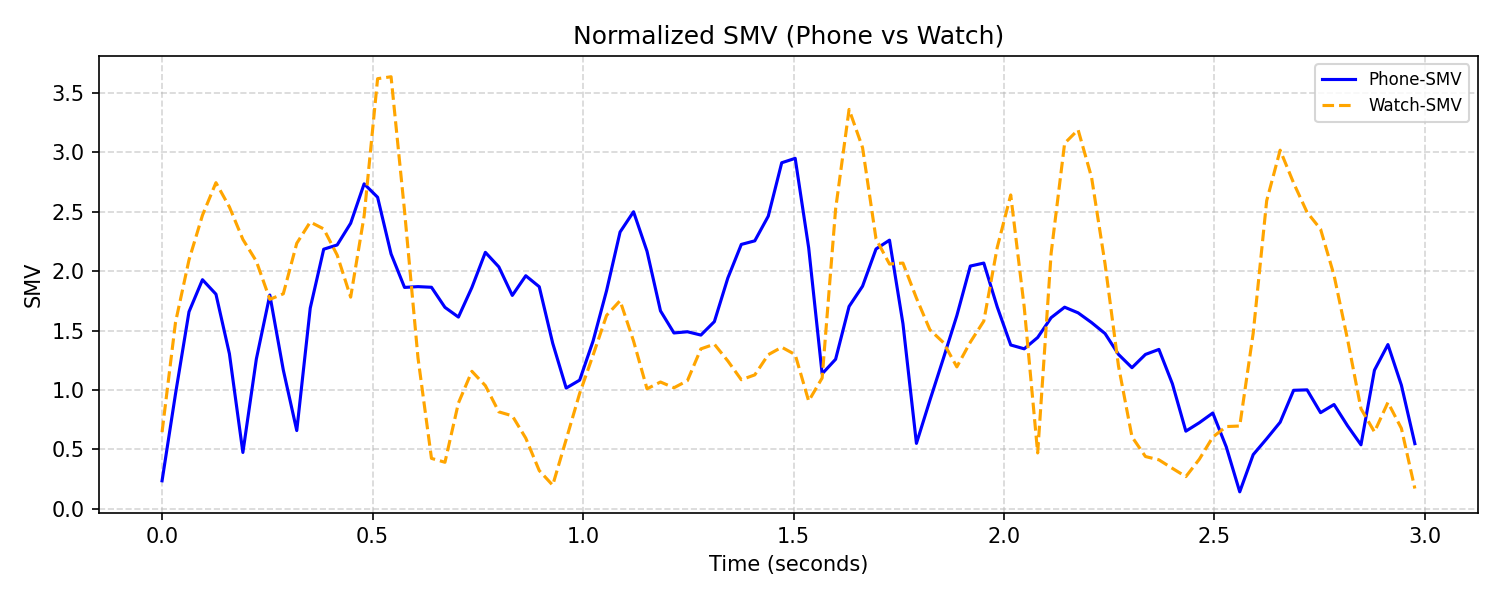 Normalized SMV (Phone vs Watch)
Phone-SMV
Watch-SMV
SMV
3.5
3.0
2.5
2.0
1.5
1.0
0.5
0.0
0.0 0.5 1.0 1.5 2.0 2.5 3.0
Time (seconds)